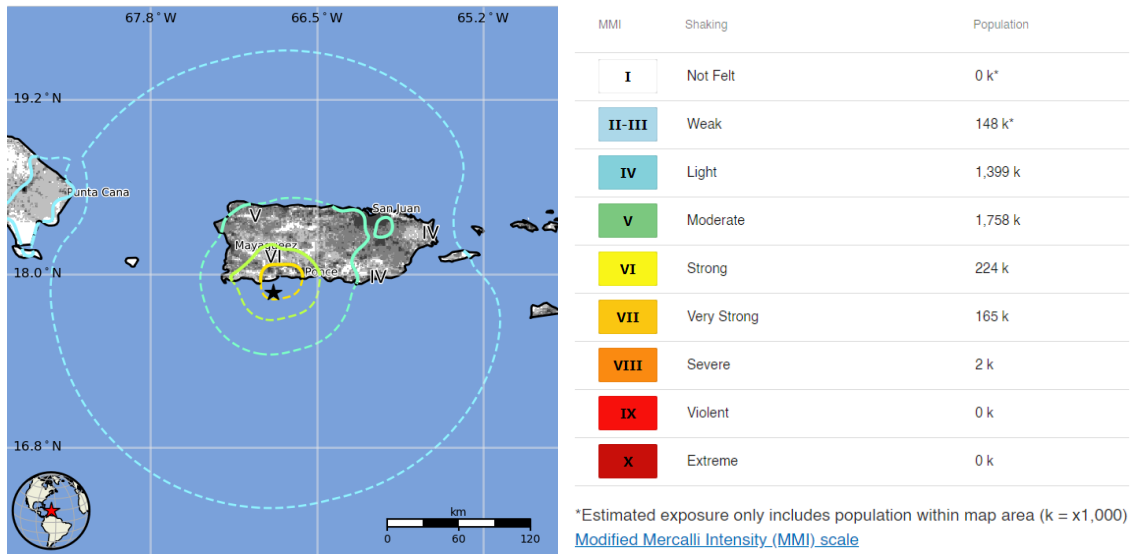 67.8°W 66.5°W 65.2°W
19.2°N
Punta Cana
San Juan
V
IV
Mayaguez
VI
18.0°N
Ponce
IV
16.8°N
km
0 60 120
MMI Shaking Population
I Not Felt 0 k*
II-III Weak 148 k*
IV Light 1,399 k
V Moderate 1,758 k
VI Strong 224 k
VII Very Strong 165 k
VIII Severe 2 k
IX Violent 0 k
X Extreme 0 k
*Estimated exposure only includes population within map area (k = x1,000)
Modified Mercalli Intensity (MMI) scale